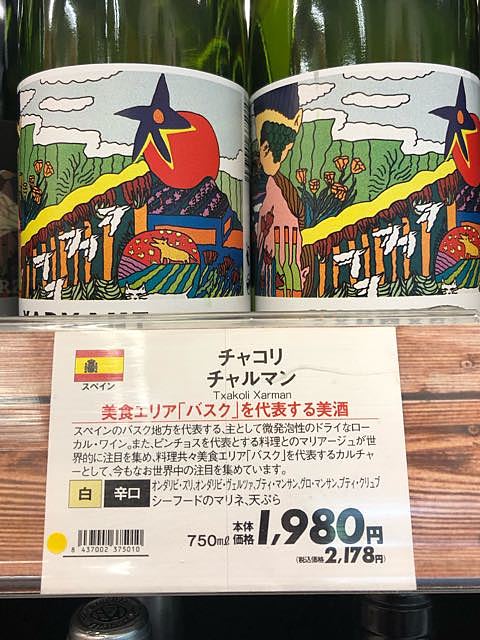 チャコリ
チャルマン
Txakoli Xarman
スペイン
美食エリア「バスク」を代表する美酒
スペインのバスク地方を代表する、主として微発泡性のドライなロー
カル・ワイン。また、ピンチョスを代表とする料理とのマリアージュが世
界的に注目を集め、料理共々美食エリア「バスク」を代表するカルチャ
ーとして、今もなお世界中の注目を集めています。
白 辛口
オンダリビ・ズリ、オンダリビ・ヴェルツァ、プティ・マンサン、グロ・マンサン、プティ・クリュブ
シーフードのマリネ、天ぷら
750mℓ 本体価格 1,980円
(税込価格 2,178円)
8 437002 375010